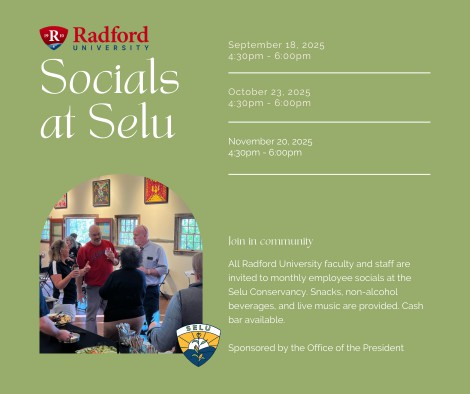 Radford
UNIVERSITY
Socials
at Selu
September 18, 2025
4:30pm - 6:00pm
October 23, 2025
4:30pm - 6:00pm
November 20, 2025
4:30pm - 6:00pm
Join in community
All Radford University faculty and staff are
invited to monthly employee socials at the
Selu Conservancy. Snacks, non-alcohol
beverages, and live music are provided. Cash
bar available.
Sponsored by the Office of the President
SELU